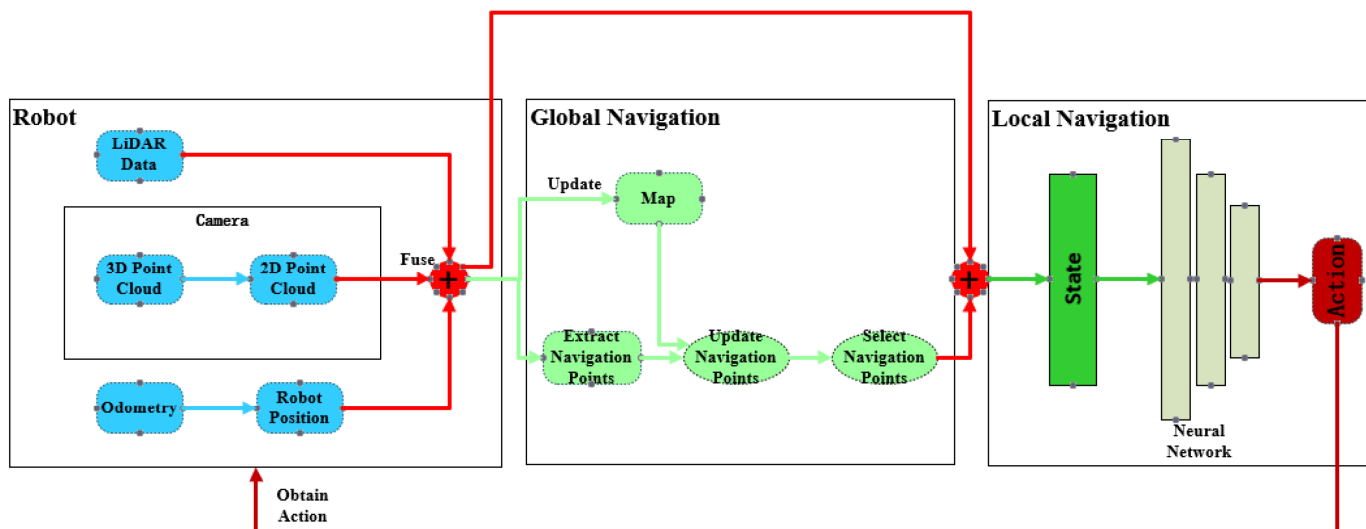 Robot
LiDAR
Data
Camera
3D Point
Cloud
2D Point
Cloud
Odometry
Robot
Position
Fuse
+
Global Navigation
Update
Map
Extract
Navigation
Points
Update
Navigation
Points
Select
Navigation
Points
+
Local Navigation
State
Neural
Network
Action
Obtain
Action